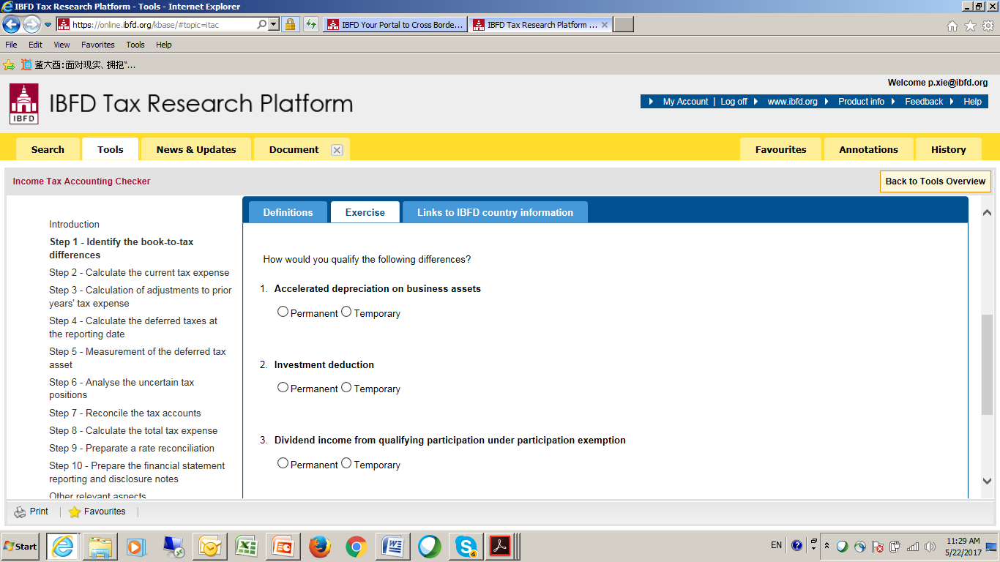 IBFD Tax Research Platform - Tools - Internet Explorer
https://online.ibfd.org/kbase/#topic=itac
IBFD Your Portal to Cross Borde...
IBFD Tax Research Platform ...
File Edit View Favorites Tools Help
董大酉:面对现实、拥抱“...
Welcome p.xie@ibfd.org
IBFD
IBFD Tax Research Platform
My Account | Log off www.ibfd.org Product info Feedback Help
Search Tools News & Updates Document Favourites Annotations History
Income Tax Accounting Checker
Back to Tools Overview
Introduction
Step 1 - Identify the book-to-tax
differences
Step 2 - Calculate the current tax expense
Step 3 - Calculation of adjustments to prior
years' tax expense
Step 4 - Calculate the deferred taxes at
the reporting date
Step 5 - Measurement of the deferred tax
asset
Step 6 - Analyse the uncertain tax
positions
Step 7 - Reconcile the tax accounts
Step 8 - Calculate the total tax expense
Step 9 - Preparate a rate reconciliation
Step 10 - Prepare the financial statement
reporting and disclosure notes
Other relevant aspects
Definitions Exercise Links to IBFD country information
How would you qualify the following differences?
1. Accelerated depreciation on business assets
Permanent Temporary
2. Investment deduction
Permanent Temporary
3. Dividend income from qualifying participation under participation exemption
Permanent Temporary
Print Favourites
Start
4
EN
11:29 AM
5/22/2017